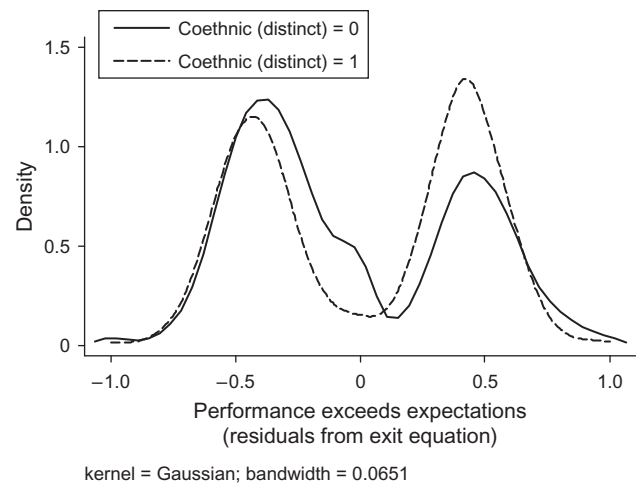 Coethnic (distinct) = 0
Coethnic (distinct) = 1
1.5
1.0
0.5
0
Density
−1.0 −0.5 0 0.5 1.0
Performance exceeds expectations
(residuals from exit equation)
kernel = Gaussian; bandwidth = 0.0651